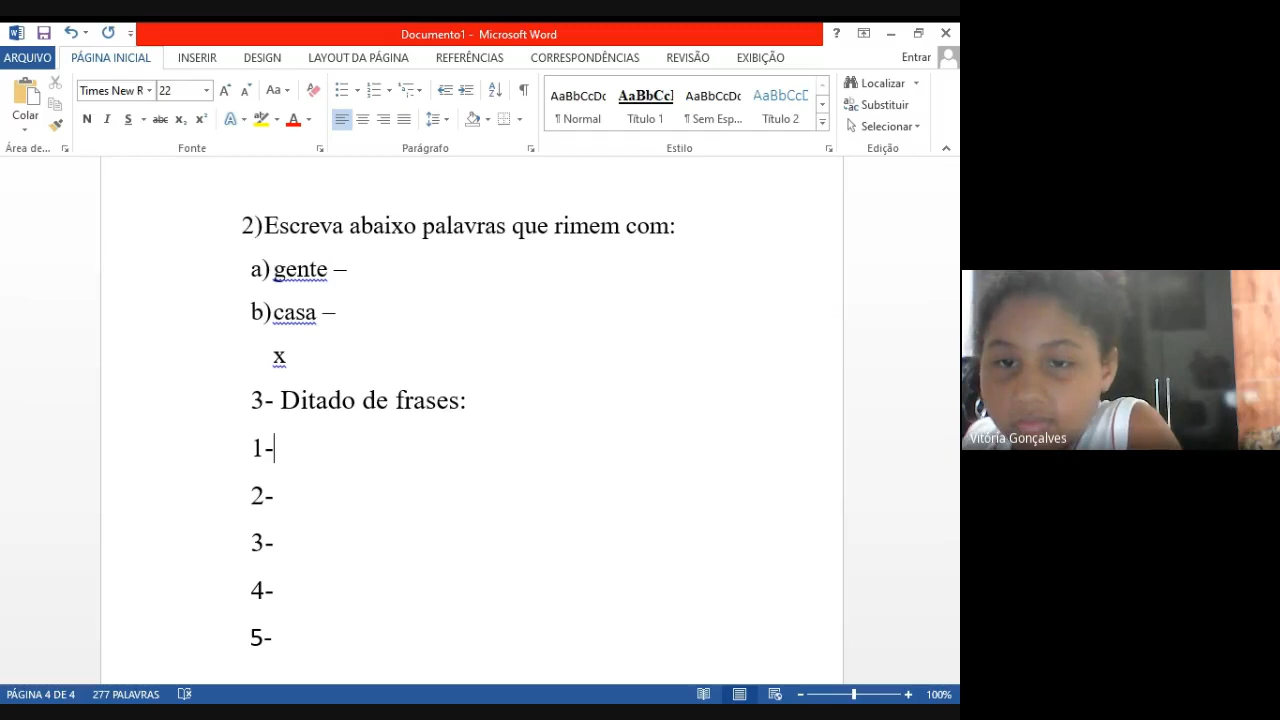 Documento1 - Microsoft Word
ARQUIVO PÁGINA INICIAL INSERIR DESIGN LAYOUT DA PÁGINA REFERÊNCIAS CORRESPONDÊNCIAS REVISÃO EXIBIÇÃO Entrar
Colar
Times New R 22
AaBbCcDc AaBbCcI AaBbCcDc AaBbCcD
¶ Normal Título 1 ¶ Sem Esp... Título 2
Localizar
Substituir
Selecionar
Área de... Fonte Parágrafo Estilo Edição
2)Escreva abaixo palavras que rimem com:
a) gente –
b) casa –
x
3- Ditado de frases:
1-
2-
3-
4-
5-
Vitória Gonçalves
PÁGINA 4 DE 4 277 PALAVRAS 100%